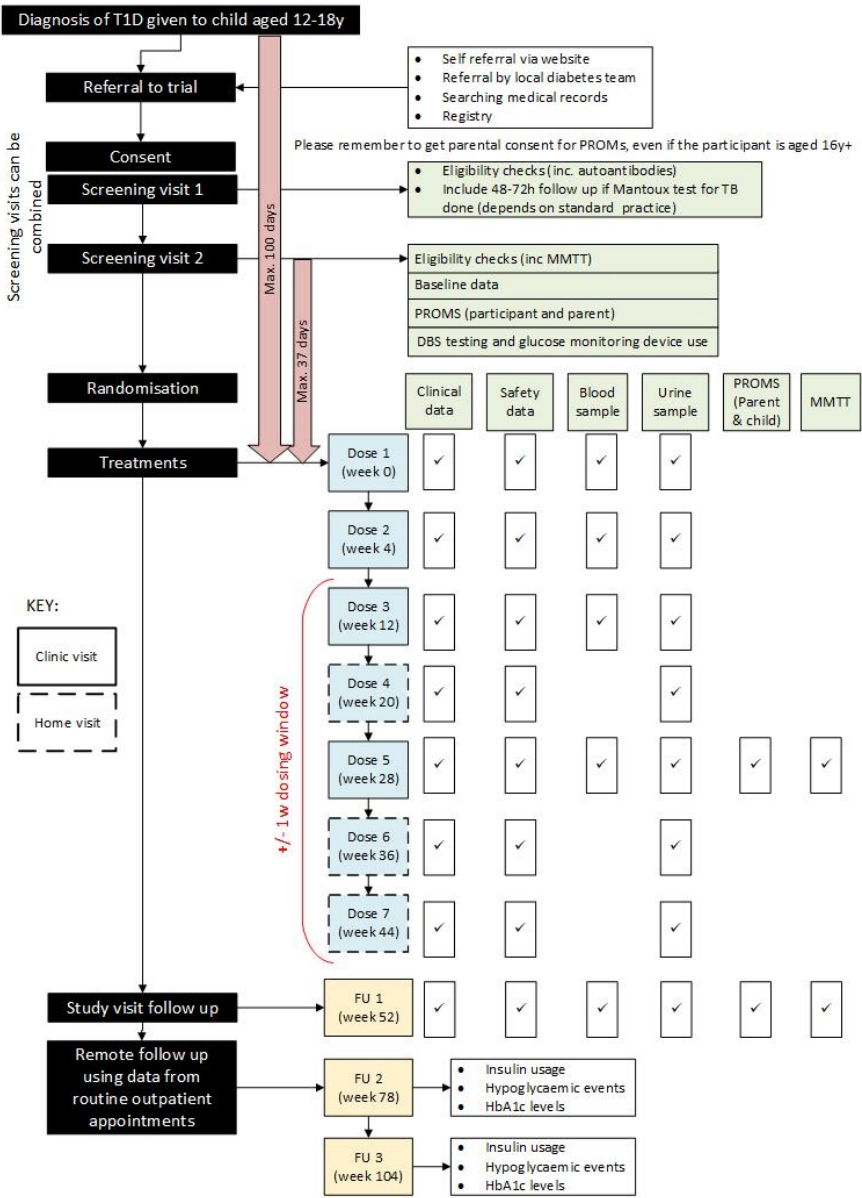 Diagnosis of T1D given to child aged 12-18y
Referral to trial
• Self referral via website
• Referral by local diabetes team
• Searching medical records
• Registry
Screening visits can be
combined
Consent
Please remember to get parental consent for PROMs, even if the participant is aged 16y+
Screening visit 1
• Eligibility checks (inc. autoantibodies)
• Include 48-72h follow up if Mantoux test for TB
done (depends on standard practice)
Max. 100 days
Screening visit 2
Eligibility checks (inc MMTT)
Baseline data
PROMS (participant and parent)
DBS testing and glucose monitoring device use
Max. 37 days
Randomisation
Clinical
data
Safety
data
Blood
sample
Urine
sample
PROMS
(Parent
& child)
MMTT
Treatments
Dose 1
(week 0)
✓ ✓ ✓ ✓
Dose 2
(week 4)
✓ ✓ ✓ ✓
KEY:
Clinic visit
Home visit
+/- 1w dosing window
Dose 3
(week 12)
✓ ✓ ✓ ✓
Dose 4
(week 20)
✓ ✓ ✓
Dose 5
(week 28)
✓ ✓ ✓ ✓ ✓ ✓
Dose 6
(week 36)
✓ ✓ ✓
Dose 7
(week 44)
✓ ✓ ✓
Study visit follow up
FU 1
(week 52)
✓ ✓ ✓ ✓ ✓ ✓
Remote follow up
using data from
routine outpatient
appointments
FU 2
(week 78)
• Insulin usage
• Hypoglycaemic events
• HbA1c levels
FU 3
(week 104)
• Insulin usage
• Hypoglycaemic events
• HbA1c levels